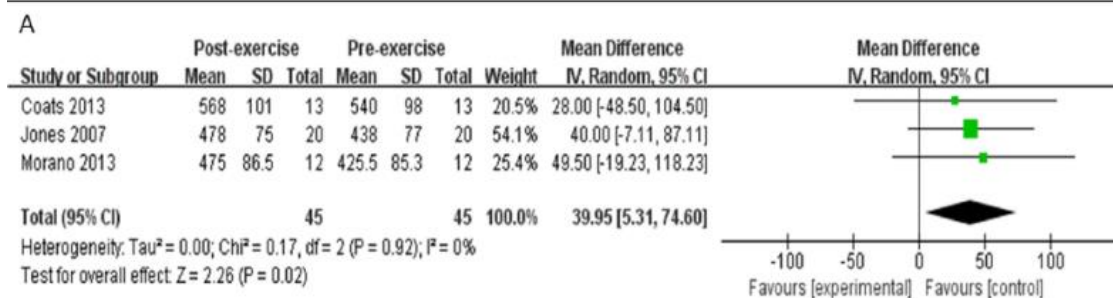 A
Post-exercise Pre-exercise Mean Difference Mean Difference
Study or Subgroup Mean SD Total Mean SD Total Weight IV, Random, 95% CI IV, Random, 95% CI
Coats 2013 568 101 13 540 98 13 20.5% 28.00 [-48.50, 104.50]
Jones 2007 478 75 20 438 77 20 54.1% 40.00 [-7.11, 87.11]
Morano 2013 475 86.5 12 425.5 85.3 12 25.4% 49.50 [-19.23, 118.23]
Total (95% CI) 45 45 100.0% 39.95 [5.31, 74.60]
Heterogeneity: Tau² = 0.00; Chi² = 0.17, df = 2 (P = 0.92); I² = 0%
Test for overall effect: Z = 2.26 (P = 0.02)
-100 -50 0 50 100
Favours [experimental] Favours [control]